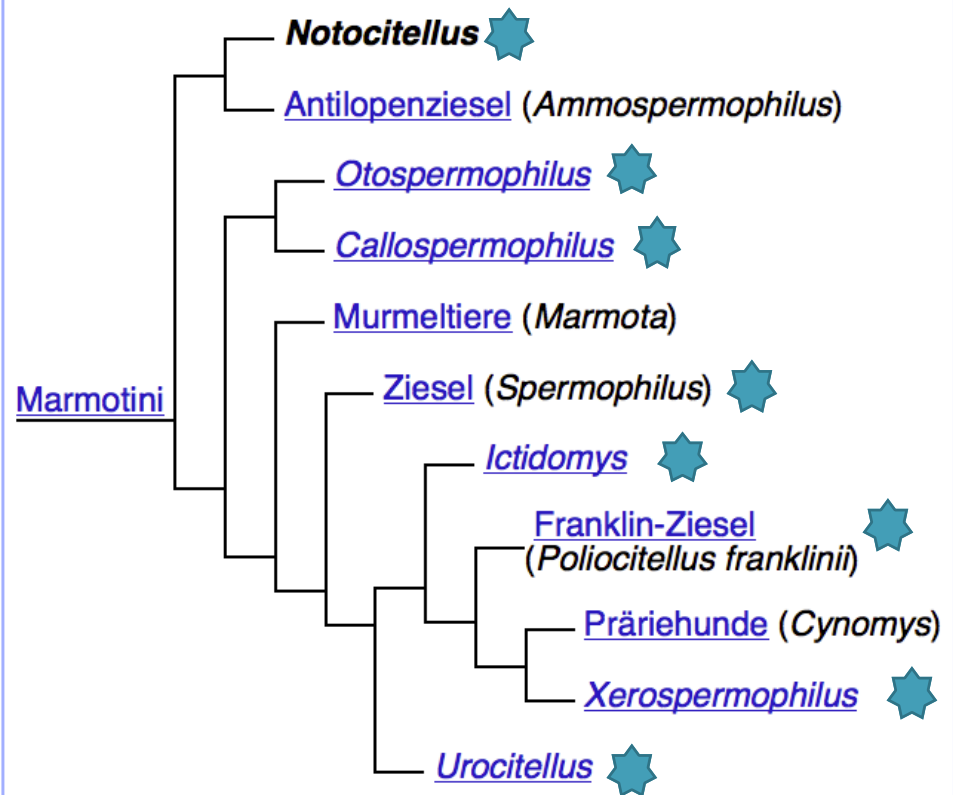 Notocitellus
Antilopenziesel (Ammospermophilus)
Otospermophilus
Callospermophilus
Murmeltiere (Marmota)
Marmotini
Ziesel (Spermophilus)
Ictidomys
Franklin-Ziesel
(Poliocitellus franklinii)
Präriehunde (Cynomys)
Xerospermophilus
Urocitellus